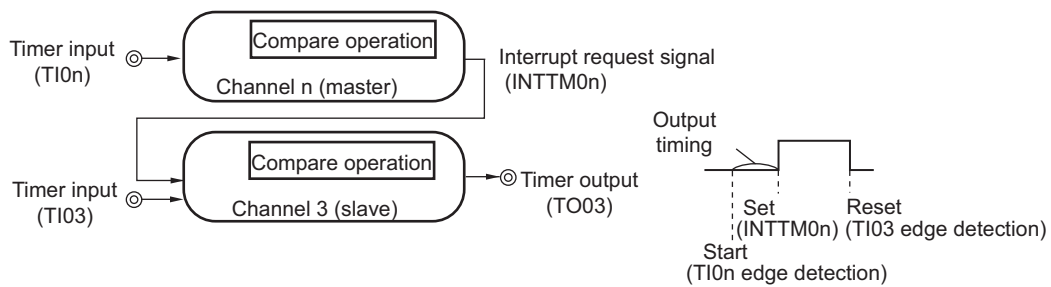 Timer input
(TI0n)
Compare operation
Channel n (master)
Interrupt request signal
(INTTM0n)
Timer input
(TI03)
Compare operation
Channel 3 (slave)
Timer output
(TO03)
Output
timing
Set
(INTTM0n)
Reset
(TI03 edge detection)
Start
(TI0n edge detection)